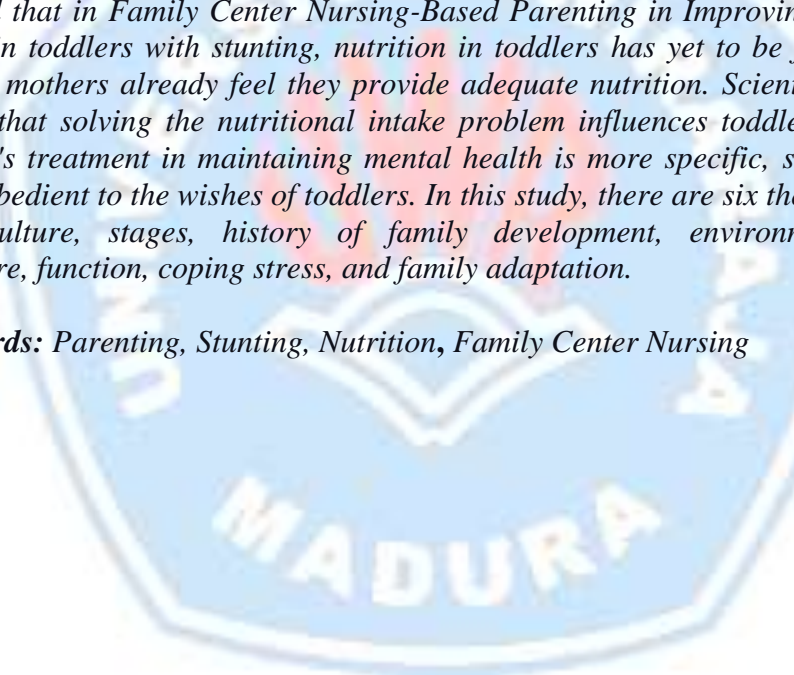 that in Family Center Nursing-Based Parenting in Improvin
in toddlers with stunting, nutrition in toddlers has yet to be
mothers already feel they provide adequate nutrition. Scien
that solving the nutritional intake problem influences toddle
's treatment in maintaining mental health is more specific, s
bedient to the wishes of toddlers. In this study, there are six the
ulture, stages, history of family development, environ
re, function, coping stress, and family adaptation.
rds: Parenting, Stunting, Nutrition, Family Center Nursing
MADURA